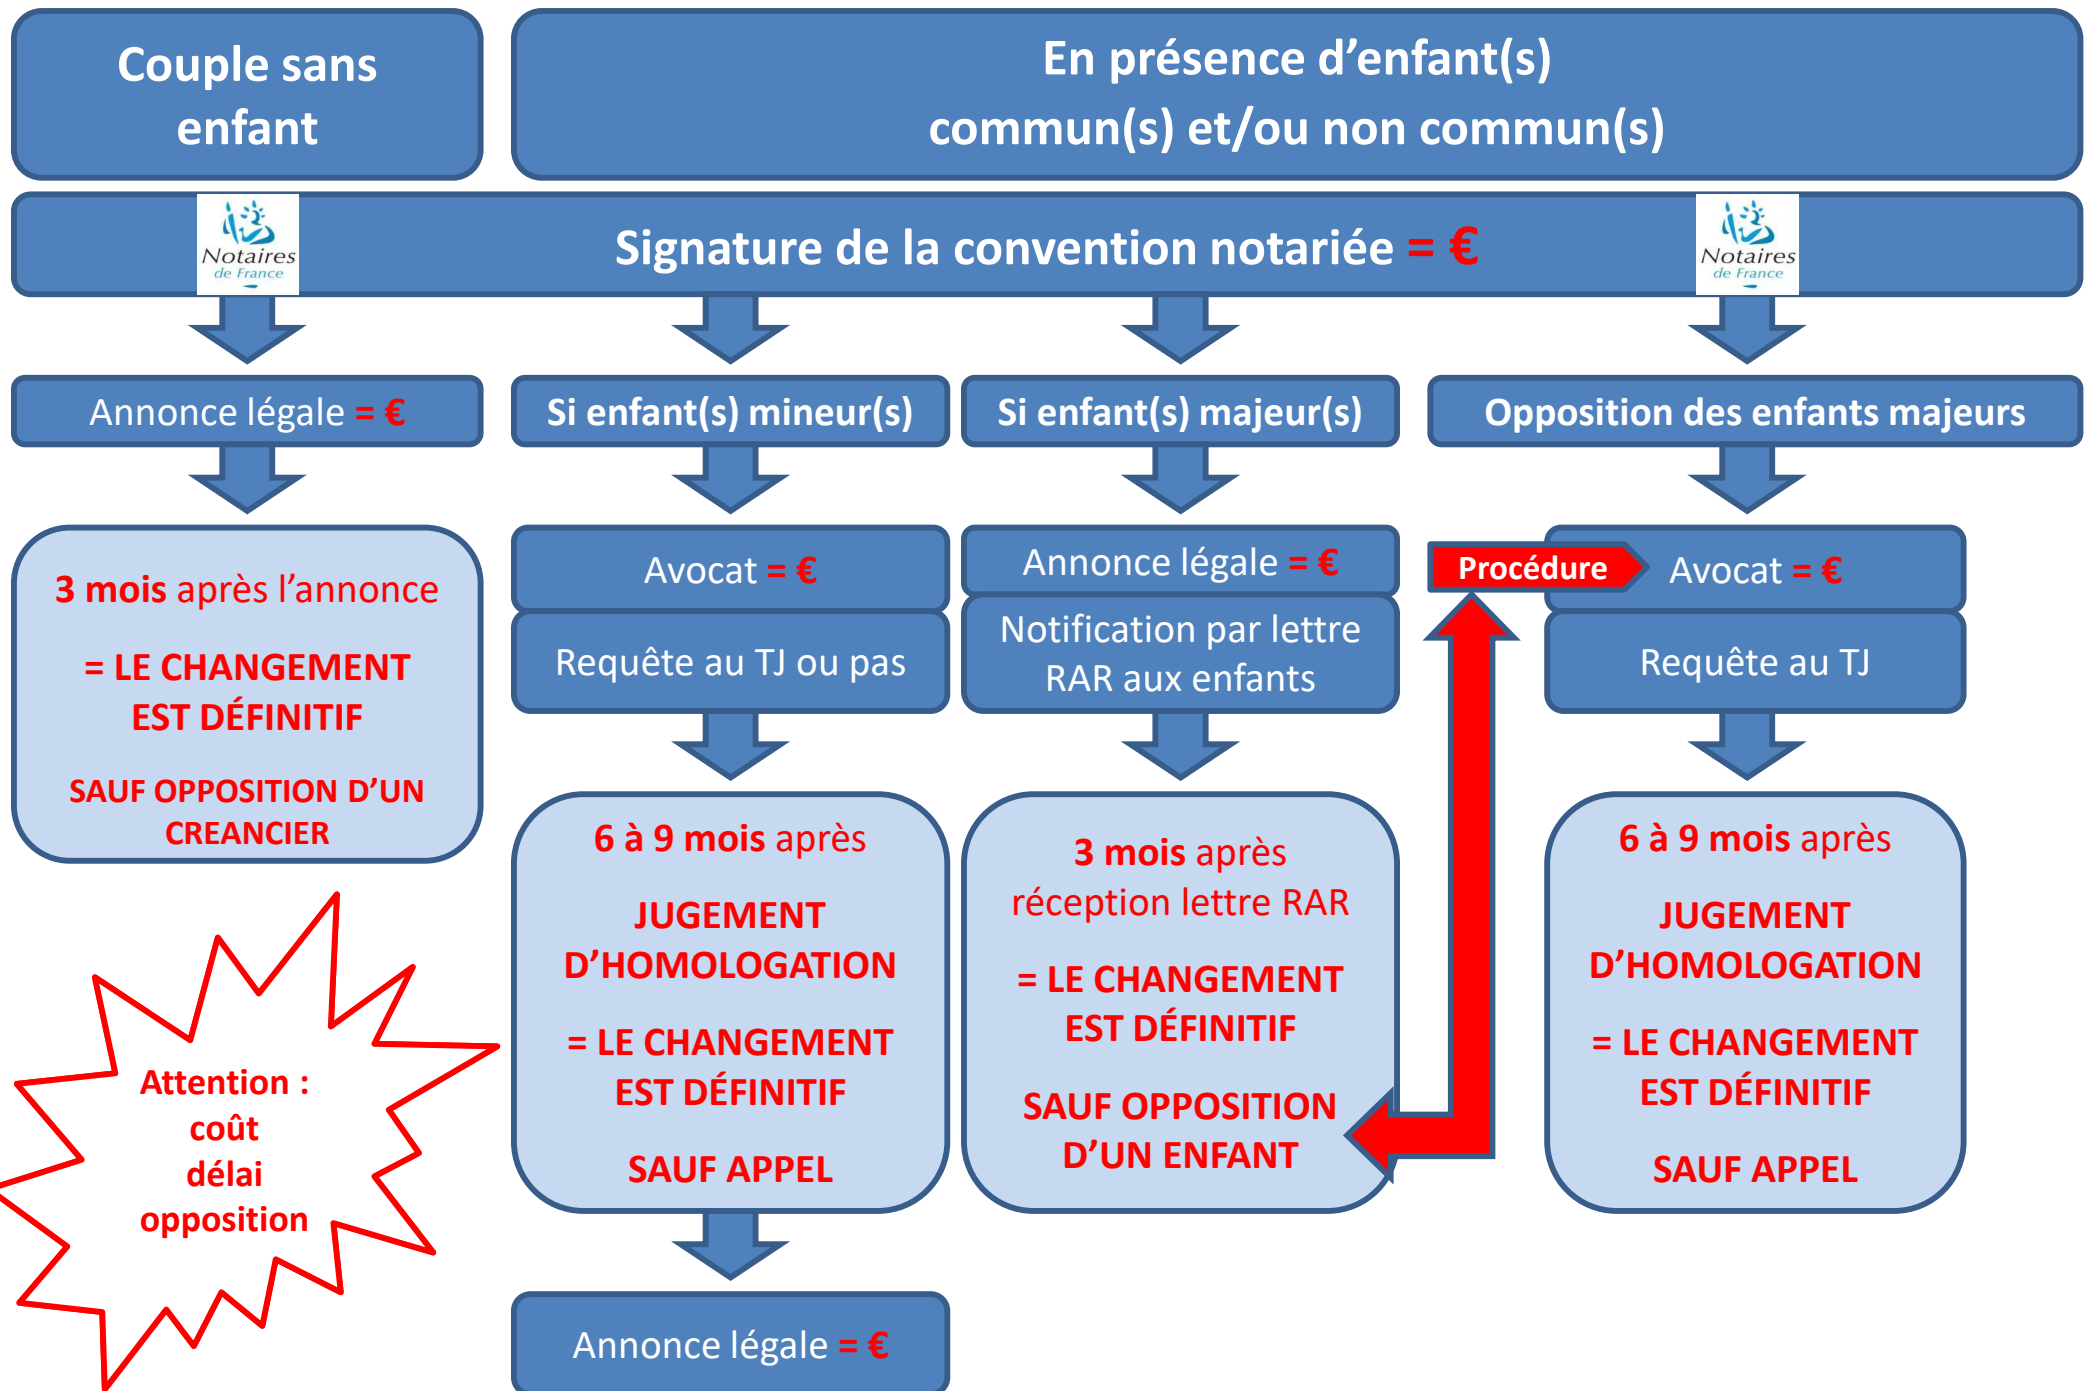 Couple sans
enfant
En présence d’enfant(s)
commun(s) et/ou non commun(s)
Notaires
de France
Signature de la convention notariée = €
Notaires
de France
Annonce légale = €
3 mois après l’annonce
= LE CHANGEMENT
EST DÉFINITIF
SAUF OPPOSITION D’UN
CREANCIER
Si enfant(s) mineur(s)
Avocat = €
Requête au TJ ou pas
6 à 9 mois après
JUGEMENT
D’HOMOLOGATION
= LE CHANGEMENT
EST DÉFINITIF
SAUF APPEL
Annonce légale = €
Si enfant(s) majeur(s)
Annonce légale = €
Notification par lettre
RAR aux enfants
3 mois après
réception lettre RAR
= LE CHANGEMENT
EST DÉFINITIF
SAUF OPPOSITION
D’UN ENFANT
Opposition des enfants majeurs
Procédure
Avocat = €
Requête au TJ
6 à 9 mois après
JUGEMENT
D’HOMOLOGATION
= LE CHANGEMENT
EST DÉFINITIF
SAUF APPEL
Attention :
coût
délai
opposition